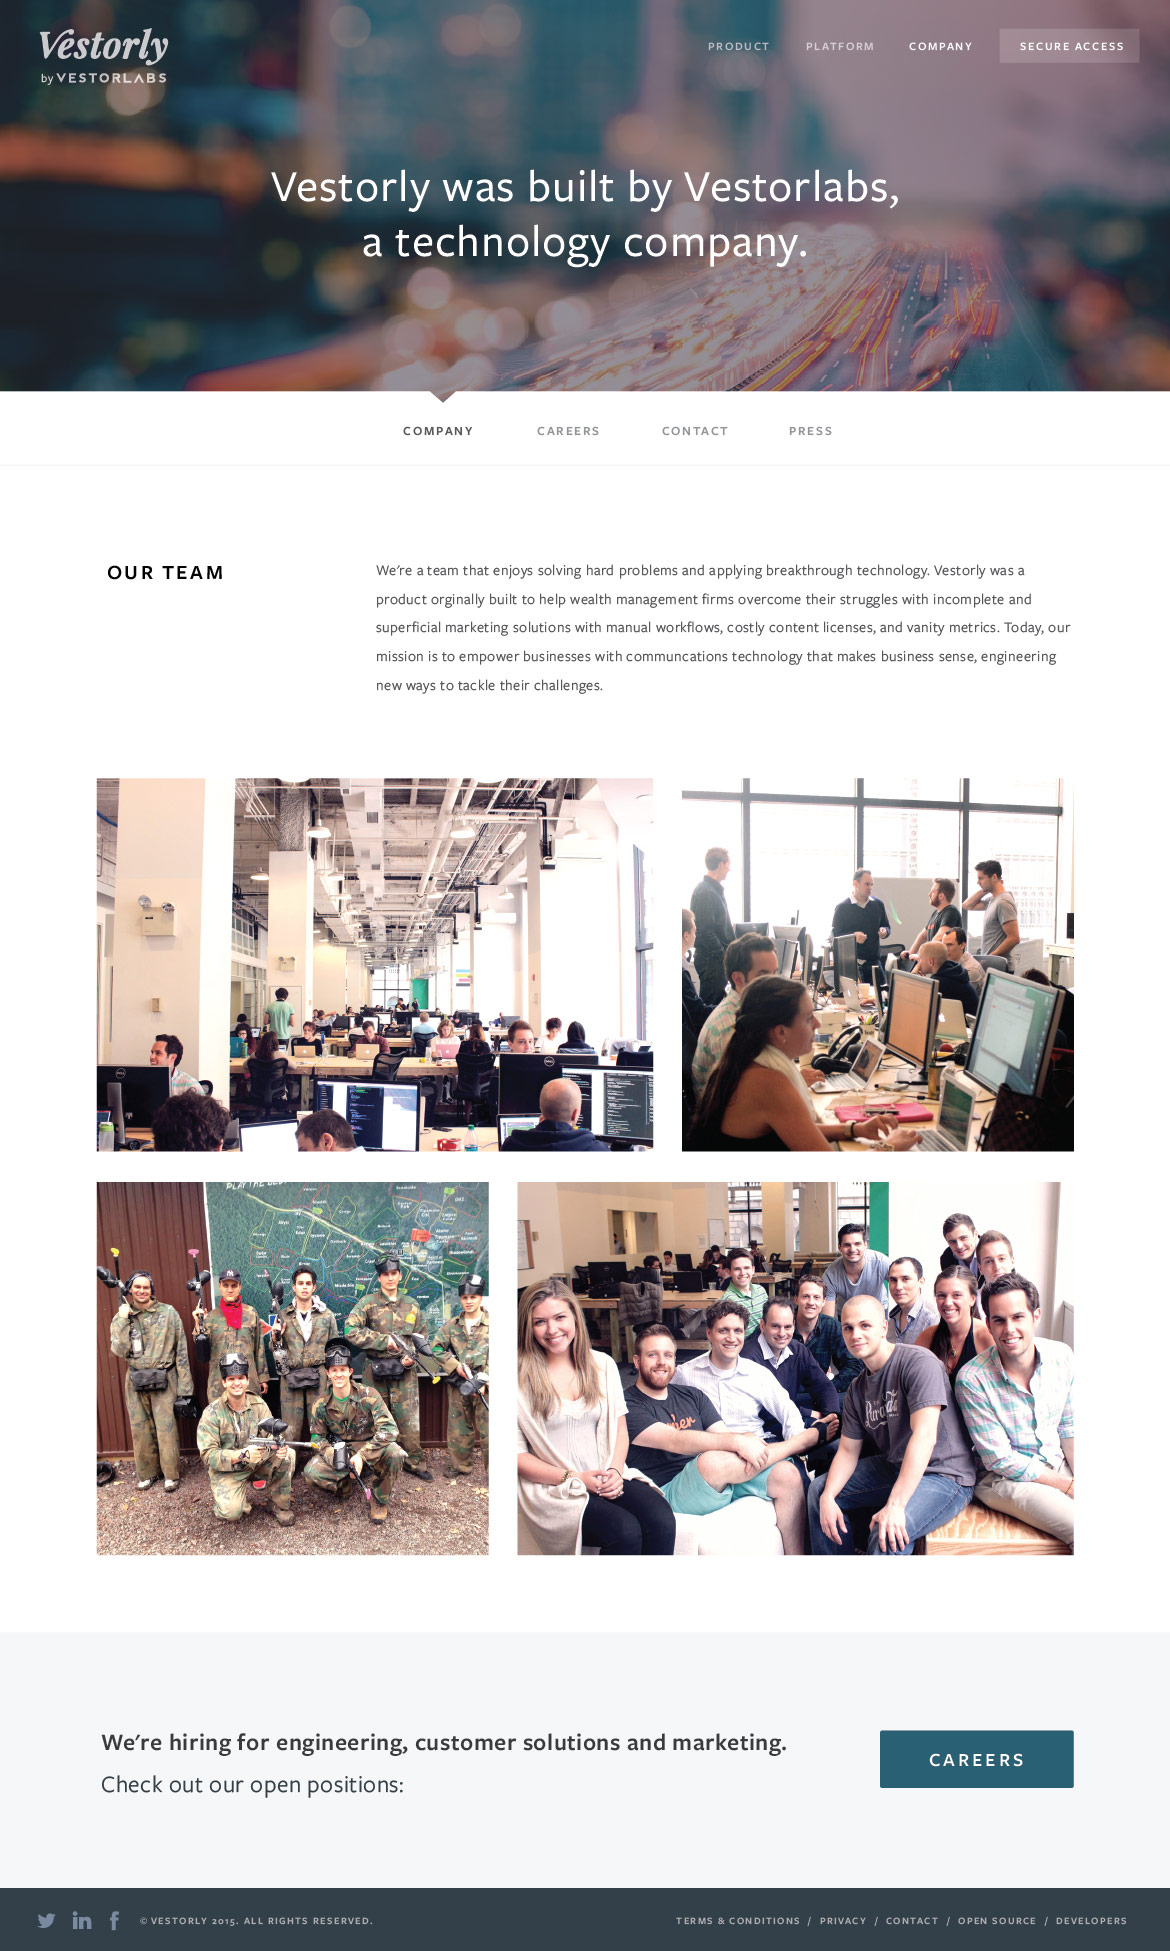 Vestorly
by VESTORLABS
PRODUCT PLATFORM COMPANY SECURE ACCESS
Vestorly was built by Vestorlabs,
a technology company.
COMPANY CAREERS CONTACT PRESS
OUR TEAM
We're a team that enjoys solving hard problems and applying breakthrough technology. Vestorly was a
product orginally built to help wealth management firms overcome their struggles with incomplete and
superficial marketing solutions with manual workflows, costly content licenses, and vanity metrics. Today, our
mission is to empower businesses with communcations technology that makes business sense, engineering
new ways to tackle their challenges.
PLAY THE
We're hiring for engineering, customer solutions and marketing.
Check out our open positions:
CAREERS
© VESTORLY 2015. ALL RIGHTS RESERVED.
TERMS & CONDITIONS / PRIVACY / CONTACT / OPEN SOURCE / DEVELOPERS